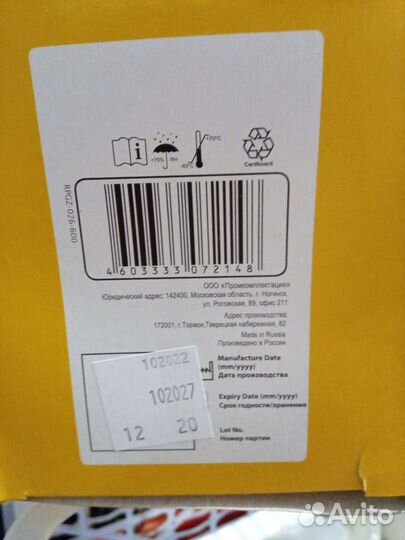 +70°C
<75% RH -40°C
Cardboard
RPGZ-026-600
4 603333 072148
ООО «Промкомплектация»
Юридический адрес: 142400, Московская область, г. Ногинск,
ул. Рогожская, 89, офис 211
Адрес производства:
172001, г.Торжок,Тверецкая набережная, 82
Made in Russia
Произведено в России
Manufacture Date
(mm/yyyy)
Дата производства
102022
102027
Expiry Date (mm/yyyy)
Срок годности/хранения
12 20
Lot No.
Номер партии
Avito